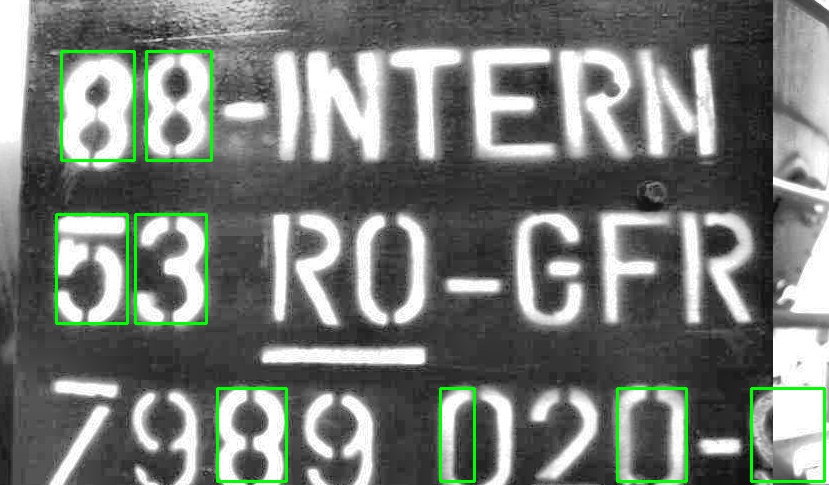 88-INTERN
53 RO-GFR
7989 020-